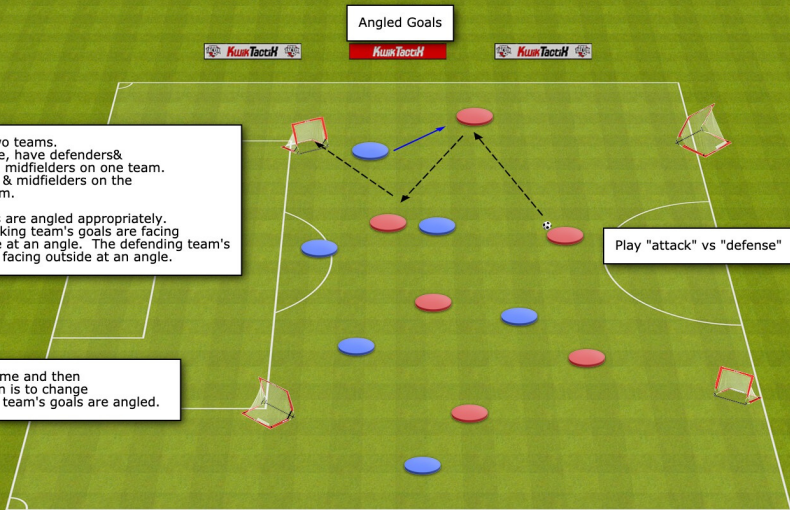 Angled Goals
KwikTactiX KwikTactiX KwikTactiX
wo teams.
e, have defenders&
midfielders on one team.
& midfielders on the
m.
are angled appropriately.
king team's goals are facing
e at an angle. The defending team's
facing outside at an angle.
Play "attack" vs "defense"
me and then
n is to change
team's goals are angled.